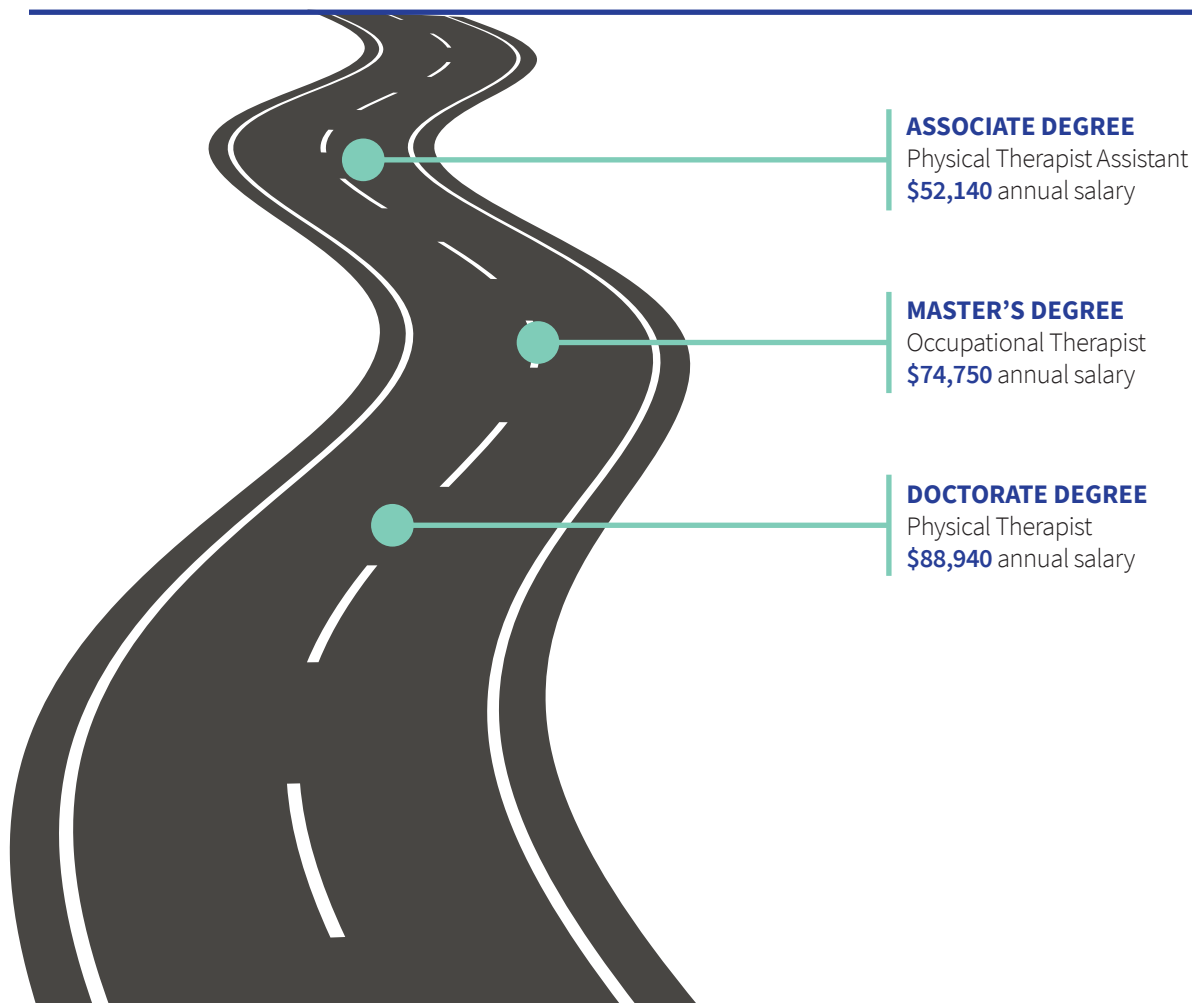 ASSOCIATE DEGREE
Physical Therapist Assistant
$52,140 annual salary
MASTER’S DEGREE
Occupational Therapist
$74,750 annual salary
DOCTORATE DEGREE
Physical Therapist
$88,940 annual salary